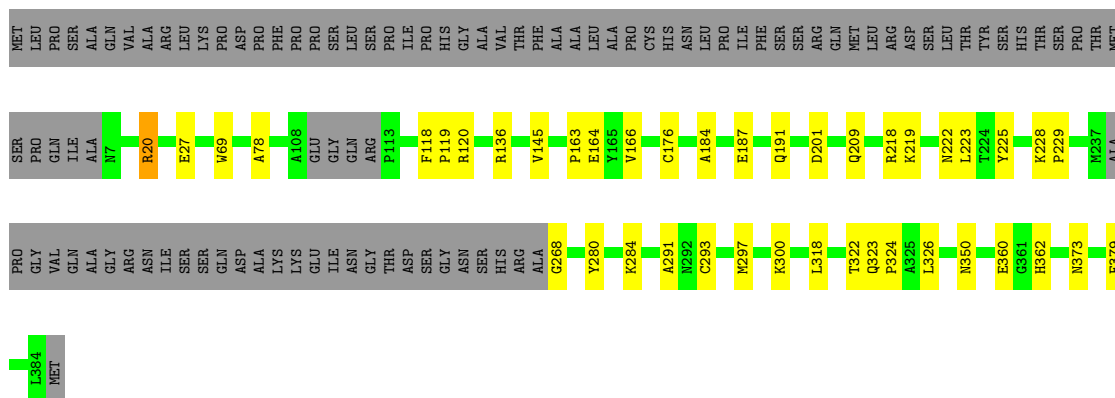 MET LEU PRO SER ALA GLN VAL ALA ARG LEU LYS PRO ASP PRO PHE PRO PRO SER LEU SER PRO ILE PRO HIS GLY ALA VAL THR PHE ALA ALA LEU ALA PRO CYS HIS ASN LEU PRO ILE PHE SER SER ARG GLN MET LEU ARG ASP SER LEU THR TYR SER HIS THR SER PRO THR MET
SER PRO GLN ILE ALA N7 R20 E27 W69 A78 A108 GLU GLY GLN ARG P113 F118 P119 R120 R136 V145 P163 E164 Y165 V166 C176 A184 E187 Q191 D201 Q209 R218 K219 N222 L223 T224 Y225 K228 P229 M237 ALA
PRO GLY VAL GLN ALA GLY ARG ASN ILE SER SER GLN ASP ALA LYS LYS GLU ILE ASN GLY THR ASP SER GLY ASN SER HIS ARG ALA G268 Y280 K284 A291 N292 C293 M297 K300 L318 T322 Q323 P324 A325 L326 N350 E360 G361 H362 N373 E379
L384 MET